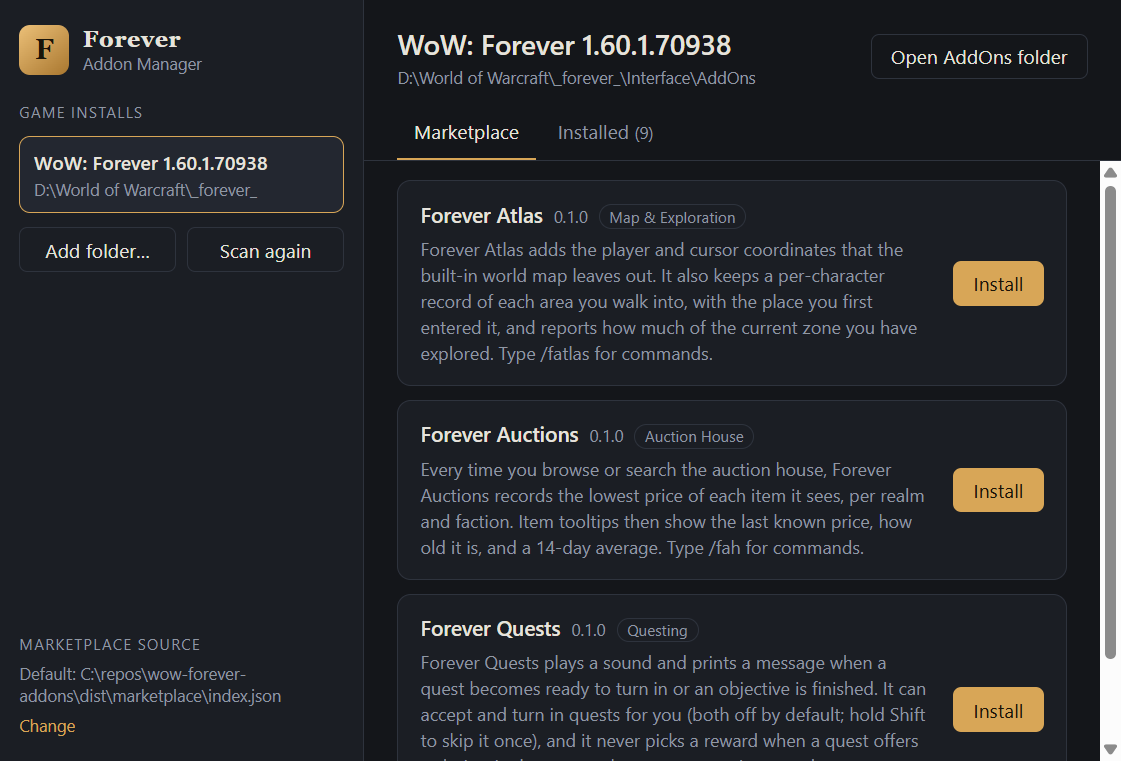 F
Forever
Addon Manager
GAME INSTALLS
WoW: Forever 1.60.1.70938
D:\World of Warcraft\_forever_
Add folder...
Scan again
MARKETPLACE SOURCE
Default: C:\repos\wow-forever-
addons\dist\marketplace\index.json
Change
WoW: Forever 1.60.1.70938
D:\World of Warcraft\_forever_\Interface\AddOns
Open AddOns folder
Marketplace
Installed (9)
Forever Atlas 0.1.0 Map & Exploration
Forever Atlas adds the player and cursor coordinates that the
built-in world map leaves out. It also keeps a per-character
record of each area you walk into, with the place you first
entered it, and reports how much of the current zone you have
explored. Type /fatlas for commands.
Install
Forever Auctions 0.1.0 Auction House
Every time you browse or search the auction house, Forever
Auctions records the lowest price of each item it sees, per realm
and faction. Item tooltips then show the last known price, how
old it is, and a 14-day average. Type /fah for commands.
Install
Forever Quests 0.1.0 Questing
Forever Quests plays a sound and prints a message when a
quest becomes ready to turn in or an objective is finished. It can
accept and turn in quests for you (both off by default; hold Shift
to skip it once), and it never picks a reward when a quest offers
Install